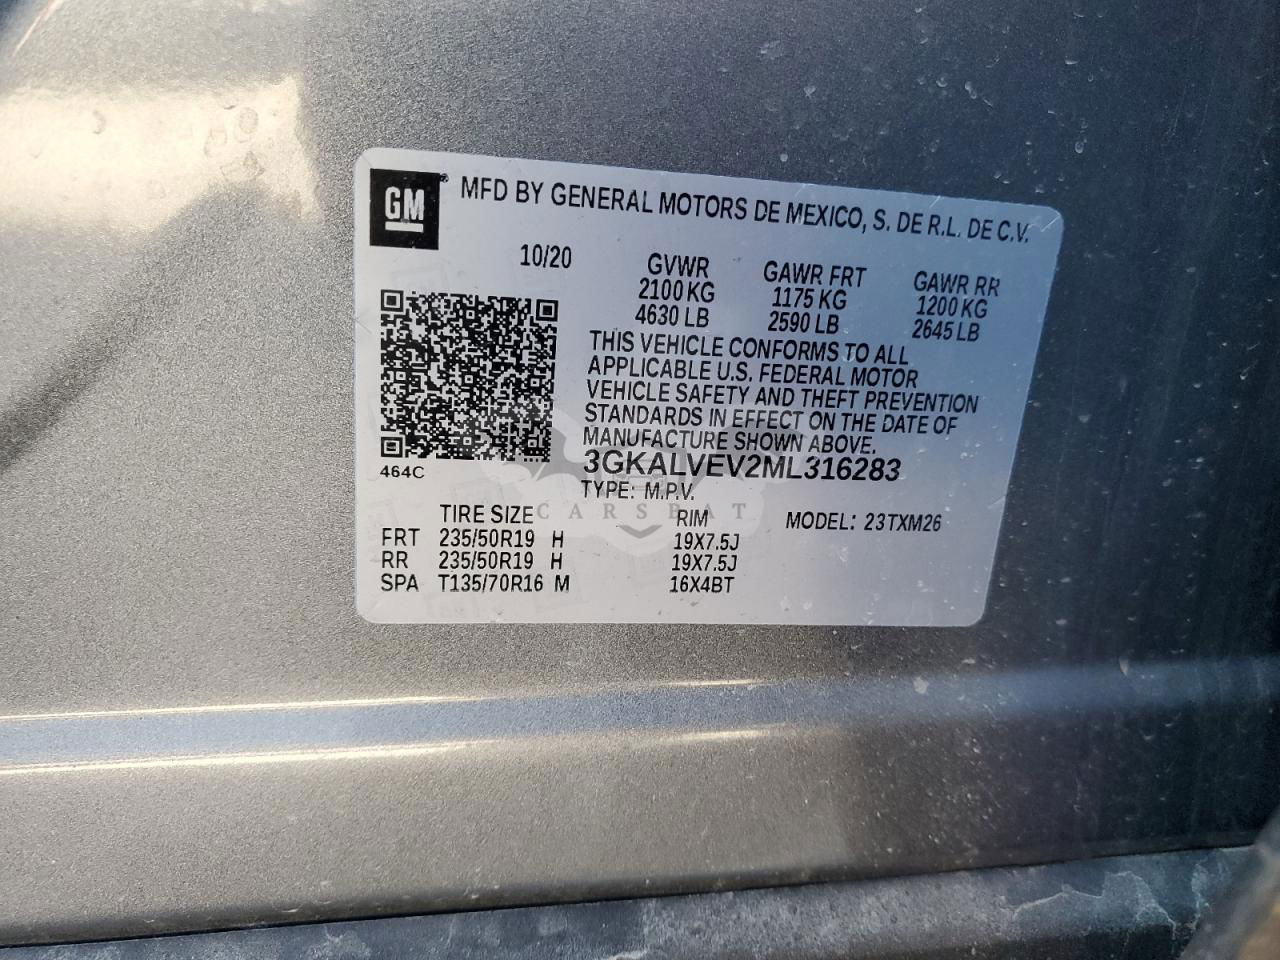 GM
MFD BY GENERAL MOTORS DE MEXICO, S. DE R.L. DE C.V.
10/20
GVWR GAWR FRT GAWR RR
2100 KG 1175 KG 1200 KG
4630 LB 2590 LB 2645 LB
THIS VEHICLE CONFORMS TO ALL
APPLICABLE U.S. FEDERAL MOTOR
VEHICLE SAFETY AND THEFT PREVENTION
STANDARDS IN EFFECT ON THE DATE OF
MANUFACTURE SHOWN ABOVE.
464C
3GKALVEV2ML316283
TYPE: M.P.V.
CARSBAT
TIRE SIZE RIM MODEL: 23TXM26
FRT 235/50R19 H 19X7.5J
RR 235/50R19 H 19X7.5J
SPA T135/70R16 M 16X4BT